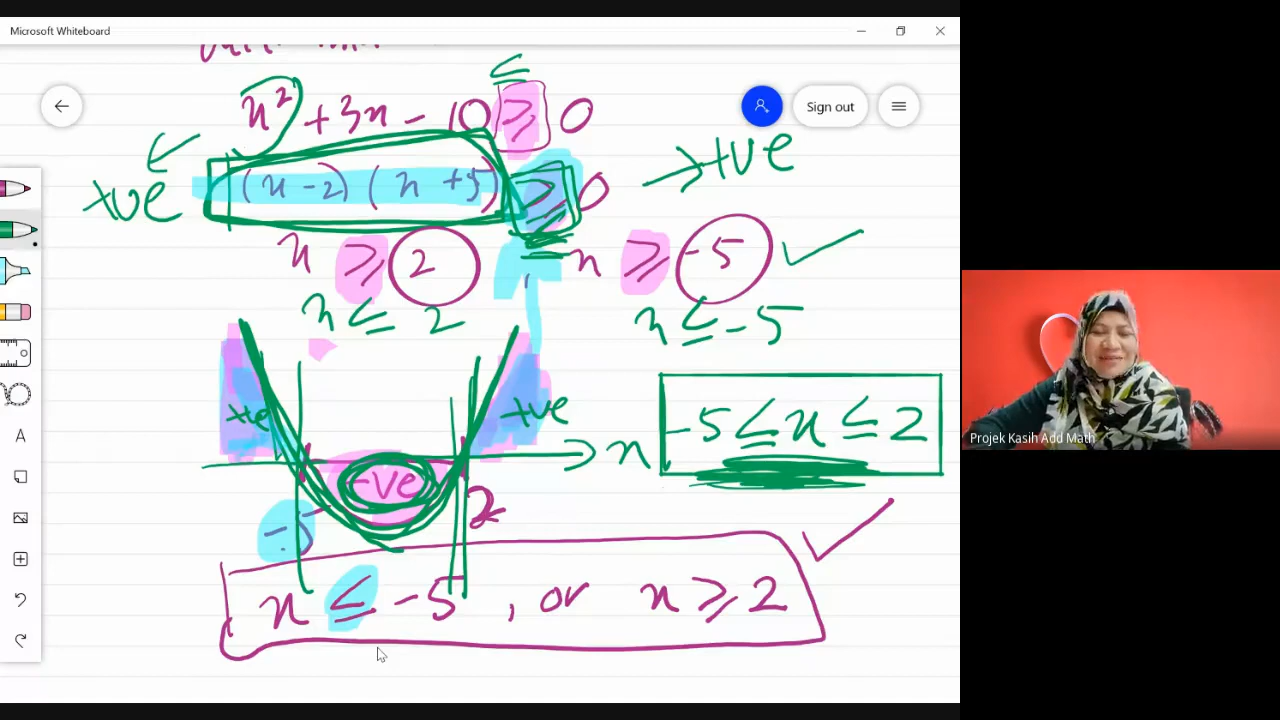 Microsoft Whiteboard
Sign out
≤
x² + 3x - 10 ≥ 0
→ +ve
+ve
(x - 2) (x + 5) ≥ 0
x ≥ 2
x ≥ -5
x ≤ 2
x ≤ -5
+ve
+ve
-5 ≤ x ≤ 2
x
-ve
-5
2
x ≤ -5 , or x ≥ 2
Projek Kasih Add Math
A